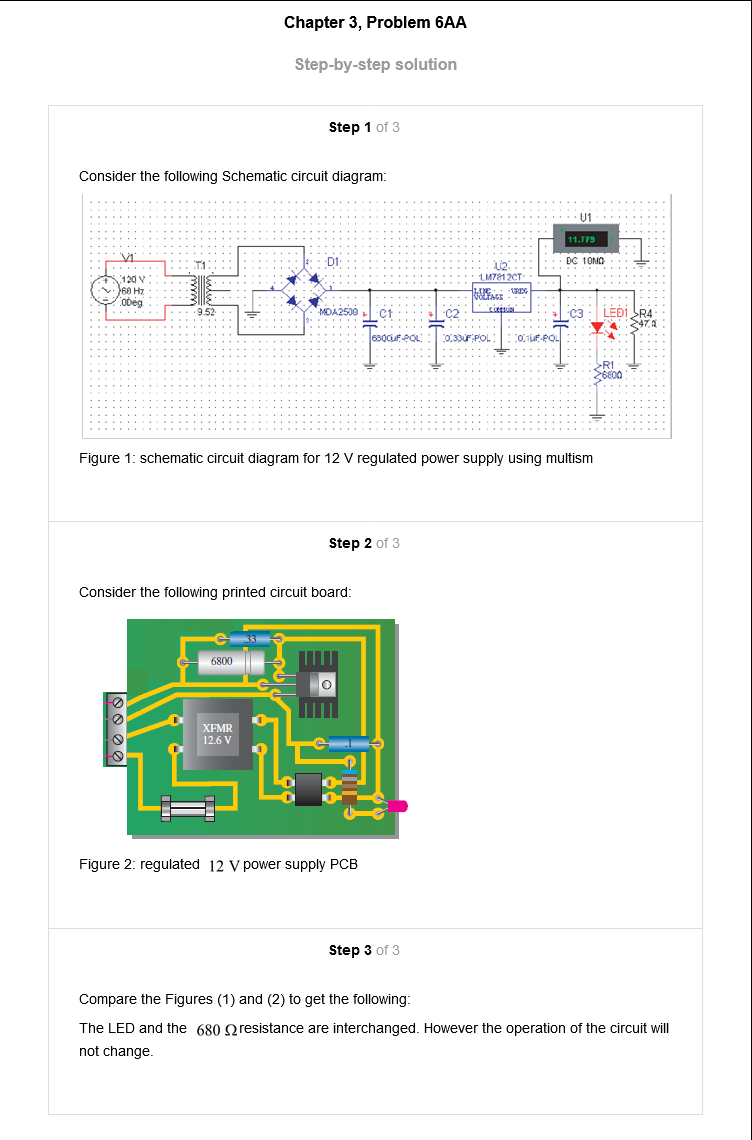 Chapter 3, Problem 6AA
Step-by-step solution
Step 1 of 3
Consider the following Schematic circuit diagram:
U1
11.779
DC 10MΩ
V1
120 V
60 Hz
0Deg
T1
9.52
D1
2
4
1
MDA2500
C1
6800uF-POL
C2
0.33uF-POL
U2
LM7812CT
LINE VREG
VOLTAGE
COMMON
C3
0.1uF-POL
LED1
R4
47 Ω
R1
680Ω
Figure 1: schematic circuit diagram for 12 V regulated power supply using multism
Step 2 of 3
Consider the following printed circuit board:
.33
6800
XFMR
12.6 V
.1
Figure 2: regulated 12 V power supply PCB
Step 3 of 3
Compare the Figures (1) and (2) to get the following:
The LED and the 680 Ω resistance are interchanged. However the operation of the circuit will
not change.